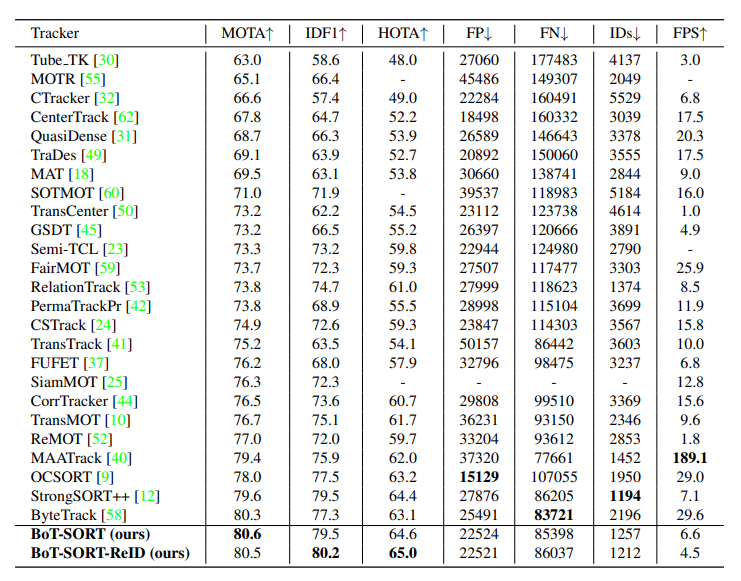 Tracker MOTA↑ IDF1↑ HOTA↑ FP↓ FN↓ IDs↓ FPS↑
Tube_TK [30] 63.0 58.6 48.0 27060 177483 4137 3.0
MOTR [55] 65.1 66.4 - 45486 149307 2049 -
CTracker [32] 66.6 57.4 49.0 22284 160491 5529 6.8
CenterTrack [62] 67.8 64.7 52.2 18498 160332 3039 17.5
QuasiDense [31] 68.7 66.3 53.9 26589 146643 3378 20.3
TraDes [49] 69.1 63.9 52.7 20892 150060 3555 17.5
MAT [18] 69.5 63.1 53.8 30660 138741 2844 9.0
SOTMOT [60] 71.0 71.9 - 39537 118983 5184 16.0
TransCenter [50] 73.2 62.2 54.5 23112 123738 4614 1.0
GSDT [45] 73.2 66.5 55.2 26397 120666 3891 4.9
Semi-TCL [23] 73.3 73.2 59.8 22944 124980 2790 -
FairMOT [59] 73.7 72.3 59.3 27507 117477 3303 25.9
RelationTrack [53] 73.8 74.7 61.0 27999 118623 1374 8.5
PermaTrackPr [42] 73.8 68.9 55.5 28998 115104 3699 11.9
CSTrack [24] 74.9 72.6 59.3 23847 114303 3567 15.8
TransTrack [41] 75.2 63.5 54.1 50157 86442 3603 10.0
FUFET [37] 76.2 68.0 57.9 32796 98475 3237 6.8
SiamMOT [25] 76.3 72.3 - - - - 12.8
CorrTracker [44] 76.5 73.6 60.7 29808 99510 3369 15.6
TransMOT [10] 76.7 75.1 61.7 36231 93150 2346 9.6
ReMOT [52] 77.0 72.0 59.7 33204 93612 2853 1.8
MAATrack [40] 79.4 75.9 62.0 37320 77661 1452 189.1
OCSORT [9] 78.0 77.5 63.2 15129 107055 1950 29.0
StrongSORT++ [12] 79.6 79.5 64.4 27876 86205 1194 7.1
ByteTrack [58] 80.3 77.3 63.1 25491 83721 2196 29.6
BoT-SORT (ours) 80.6 79.5 64.6 22524 85398 1257 6.6
BoT-SORT-ReID (ours) 80.5 80.2 65.0 22521 86037 1212 4.5